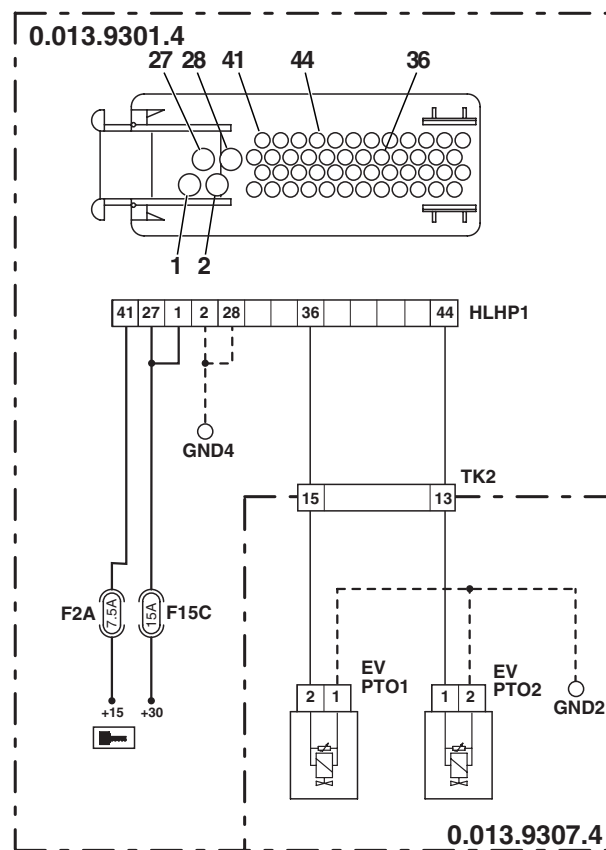 0.013.9301.4
27 28 41 44 36
1 2
41 27 1 2 28 36 44 HLHP1
GND4
TK2
15 13
F2A 7.5A 15A F15C
EV
PTO1
EV
PTO2
2 1 1 2
GND2
+15 +30
0.013.9307.4